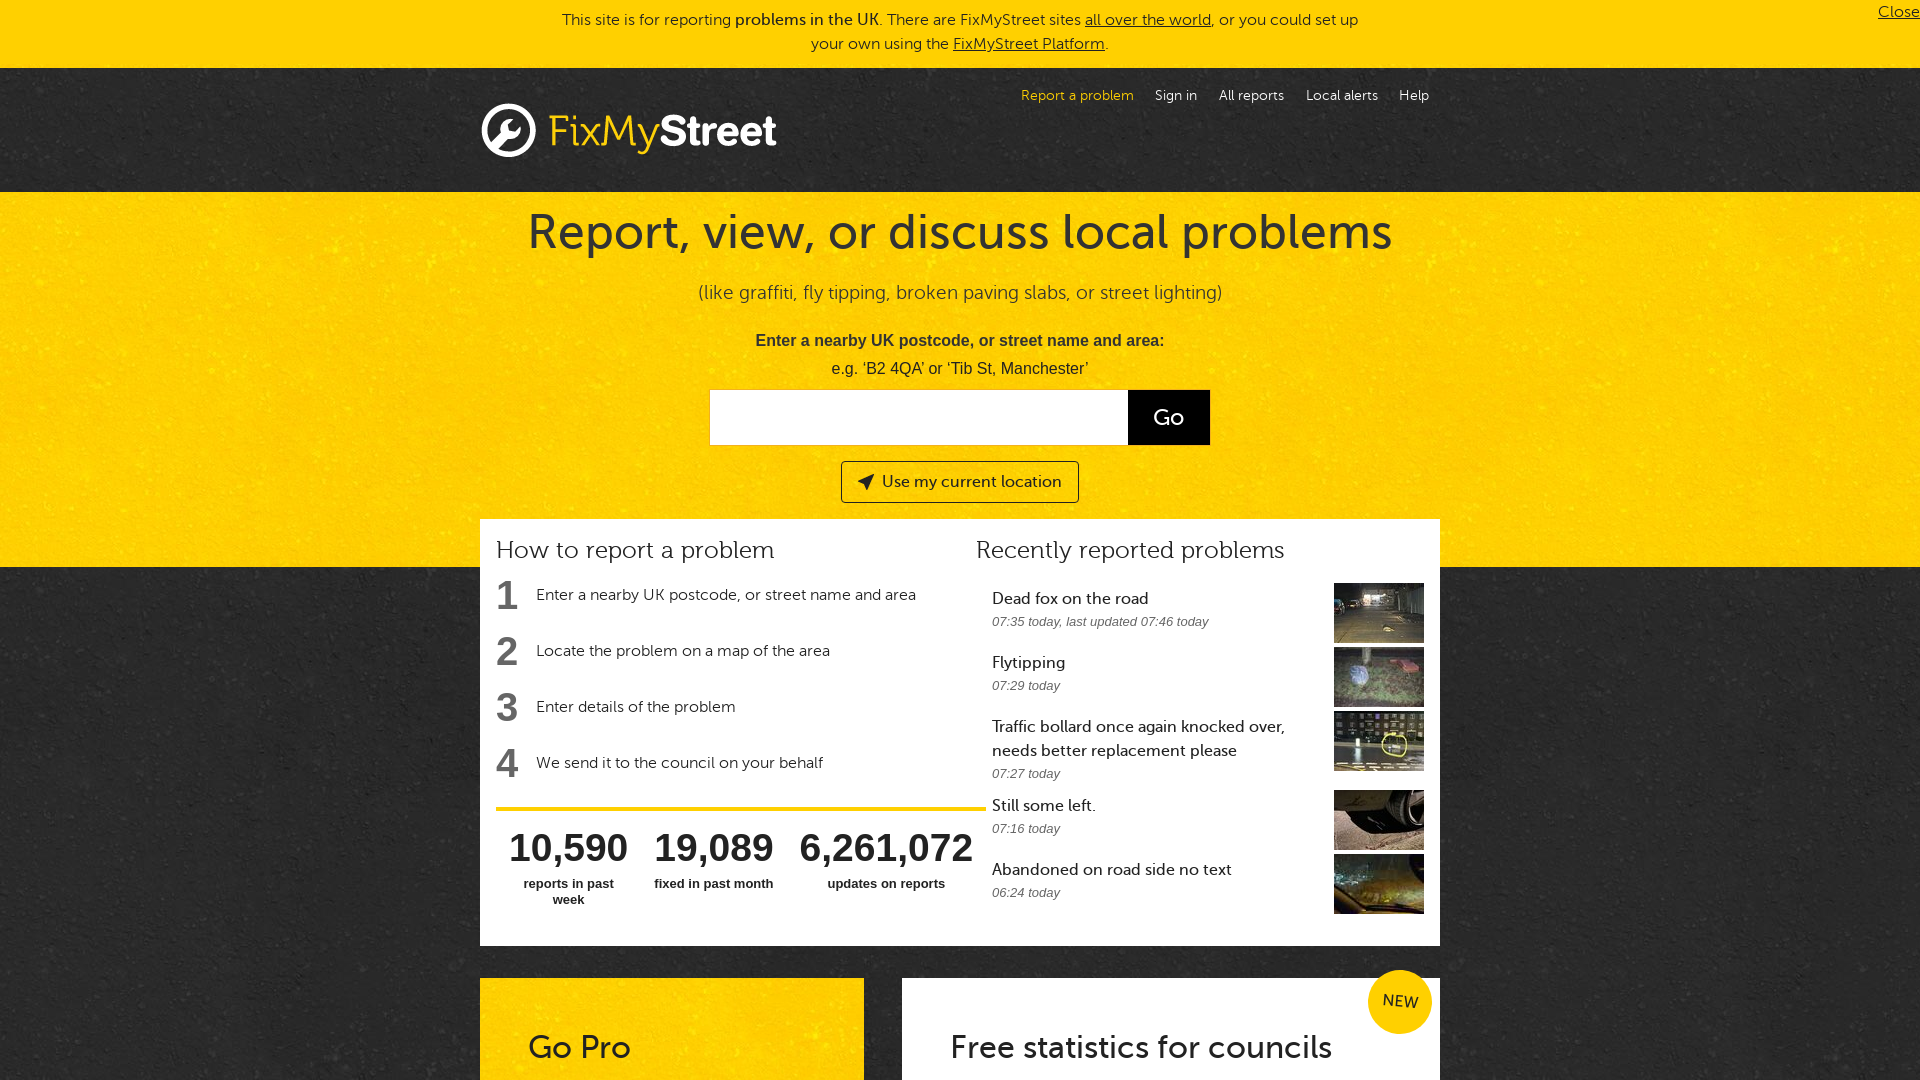 This site is for reporting problems in the UK. There are FixMyStreet sites all over the world, or you could set up
your own using the FixMyStreet Platform.
Close
Report a problem
Sign in
All reports
Local alerts
Help
FixMyStreet
Report, view, or discuss local problems
(like graffiti, fly tipping, broken paving slabs, or street lighting)
Enter a nearby UK postcode, or street name and area:
e.g. ‘B2 4QA’ or ‘Tib St, Manchester’
Go
Use my current location
How to report a problem
1 Enter a nearby UK postcode, or street name and area
2 Locate the problem on a map of the area
3 Enter details of the problem
4 We send it to the council on your behalf
10,590
reports in past
week
19,089
fixed in past month
6,261,072
updates on reports
Recently reported problems
Dead fox on the road
07:35 today, last updated 07:46 today
Flytipping
07:29 today
Traffic bollard once again knocked over,
needs better replacement please
07:27 today
Still some left.
07:16 today
Abandoned on road side no text
06:24 today
Go Pro
NEW
Free statistics for councils